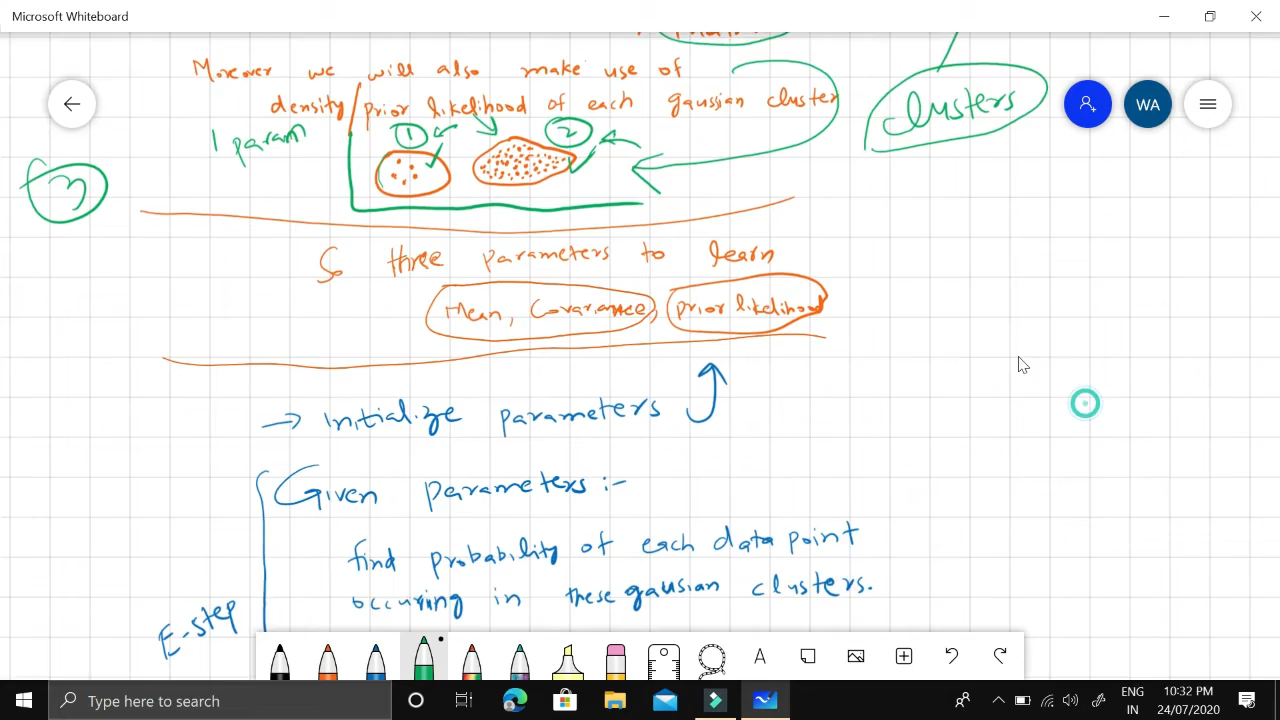 Microsoft Whiteboard
Moreover we will also make use of
density/prior likelihood of each gaussian cluster
clusters
WA
1 param
1
2
3
So three parameters to learn
Mean, Covariance, prior likelihood
→ Initialize parameters
Given parameters :-
find probability of each data point
occuring in these gausian clusters.
E-step
A
Type here to search
ENG
IN
10:32 PM
24/07/2020